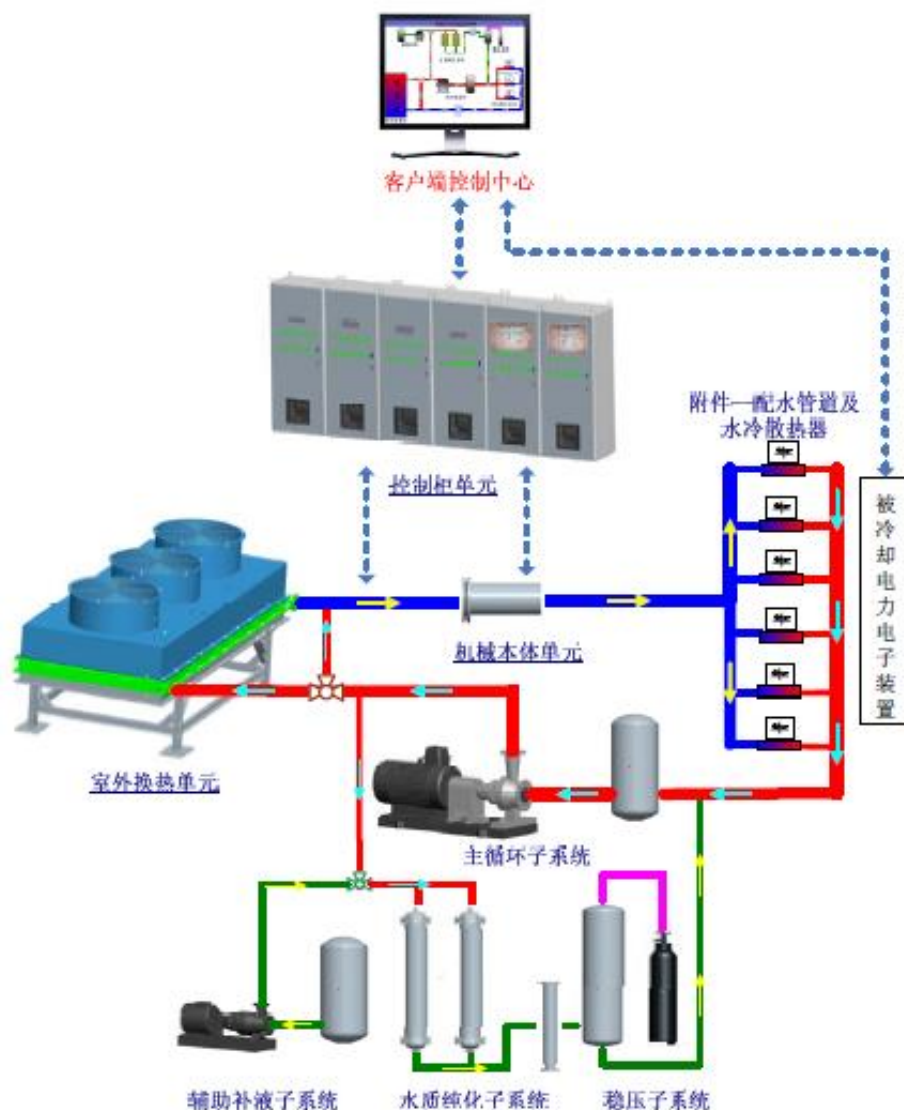 客户端控制中心
附件—配水管道及
水冷散热器
控制柜单元
被冷却电力电子装置
机械本体单元
室外换热单元
主循环子系统
辅助补液子系统
水质纯化子系统
稳压子系统